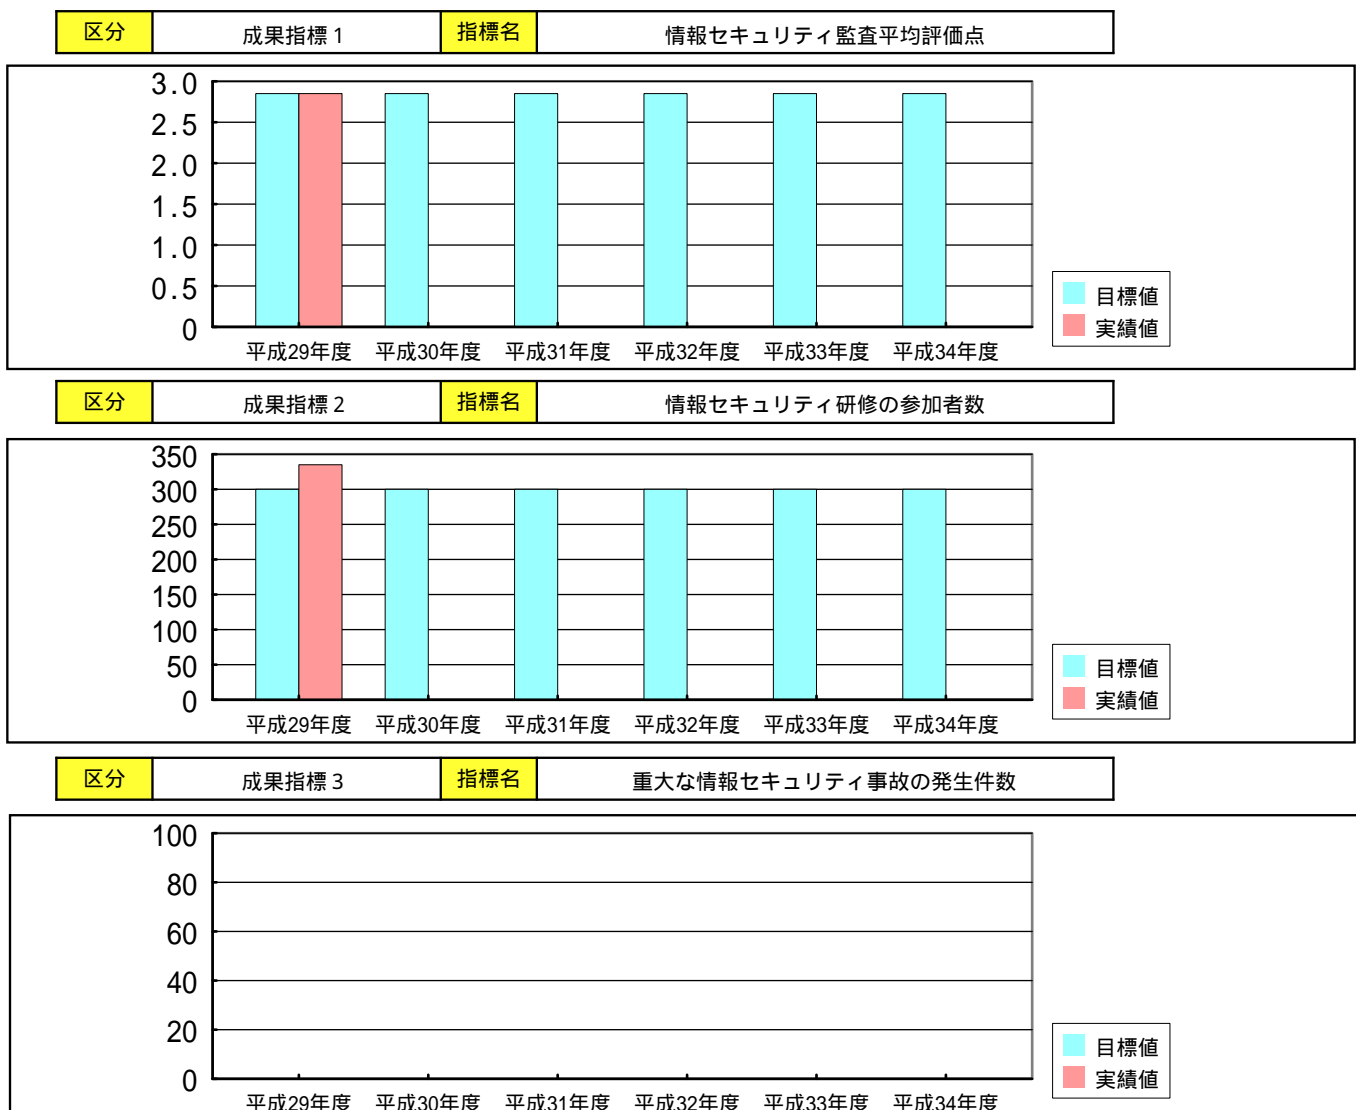 区分 成果指標1 指標名 情報セキュリティ監査平均評価点
3.0
2.5
2.0
1.5
1.0
0.5
0
平成29年度 平成30年度 平成31年度 平成32年度 平成33年度 平成34年度
目標値
実績値
区分 成果指標2 指標名 情報セキュリティ研修の参加者数
350
300
250
200
150
100
50
0
平成29年度 平成30年度 平成31年度 平成32年度 平成33年度 平成34年度
目標値
実績値
区分 成果指標3 指標名 重大な情報セキュリティ事故の発生件数
100
80
60
40
20
0
平成29年度 平成30年度 平成31年度 平成32年度 平成33年度 平成34年度
目標値
実績値